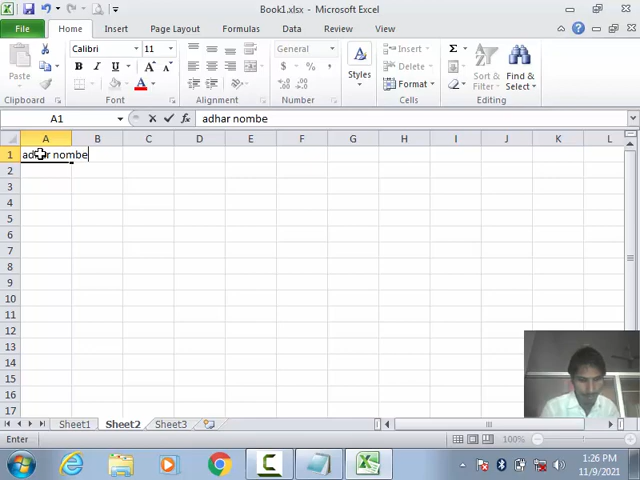 Book1.xlsx - Microsoft Excel
File Home Insert Page Layout Formulas Data Review View
Calibri 11 General Insert Σ
Paste B I U A A Styles Delete Sort & Filter Find & Select
$ % , Format
Clipboard Font Alignment Number Cells Editing
A1 fx adhar nombe
A B C D E F G H I J K L
1 adhar nombe
2
3
4
5
6
7
8
9
10
11
12
13
14
15
16
17
Sheet1 Sheet2 Sheet3
Enter 100%
1:26 PM
11/9/2021